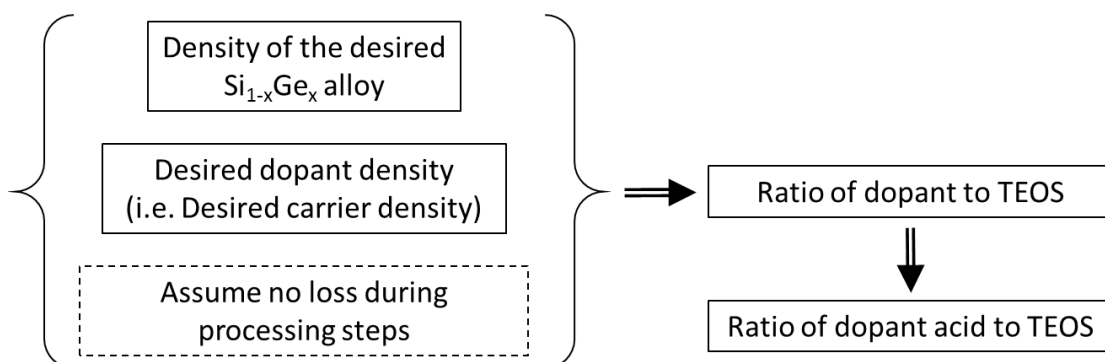 Density of the desired
Si₁₋ₓGeₓ alloy
Desired dopant density
(i.e. Desired carrier density)
Assume no loss during
processing steps
Ratio of dopant to TEOS
Ratio of dopant acid to TEOS